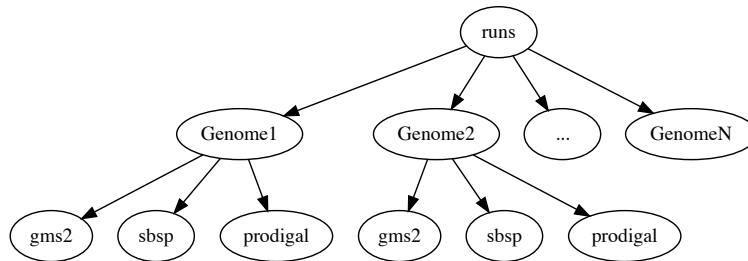 runs
Genome1 Genome2 ... GenomeN
gms2 sbsp prodigal gms2 sbsp prodigal